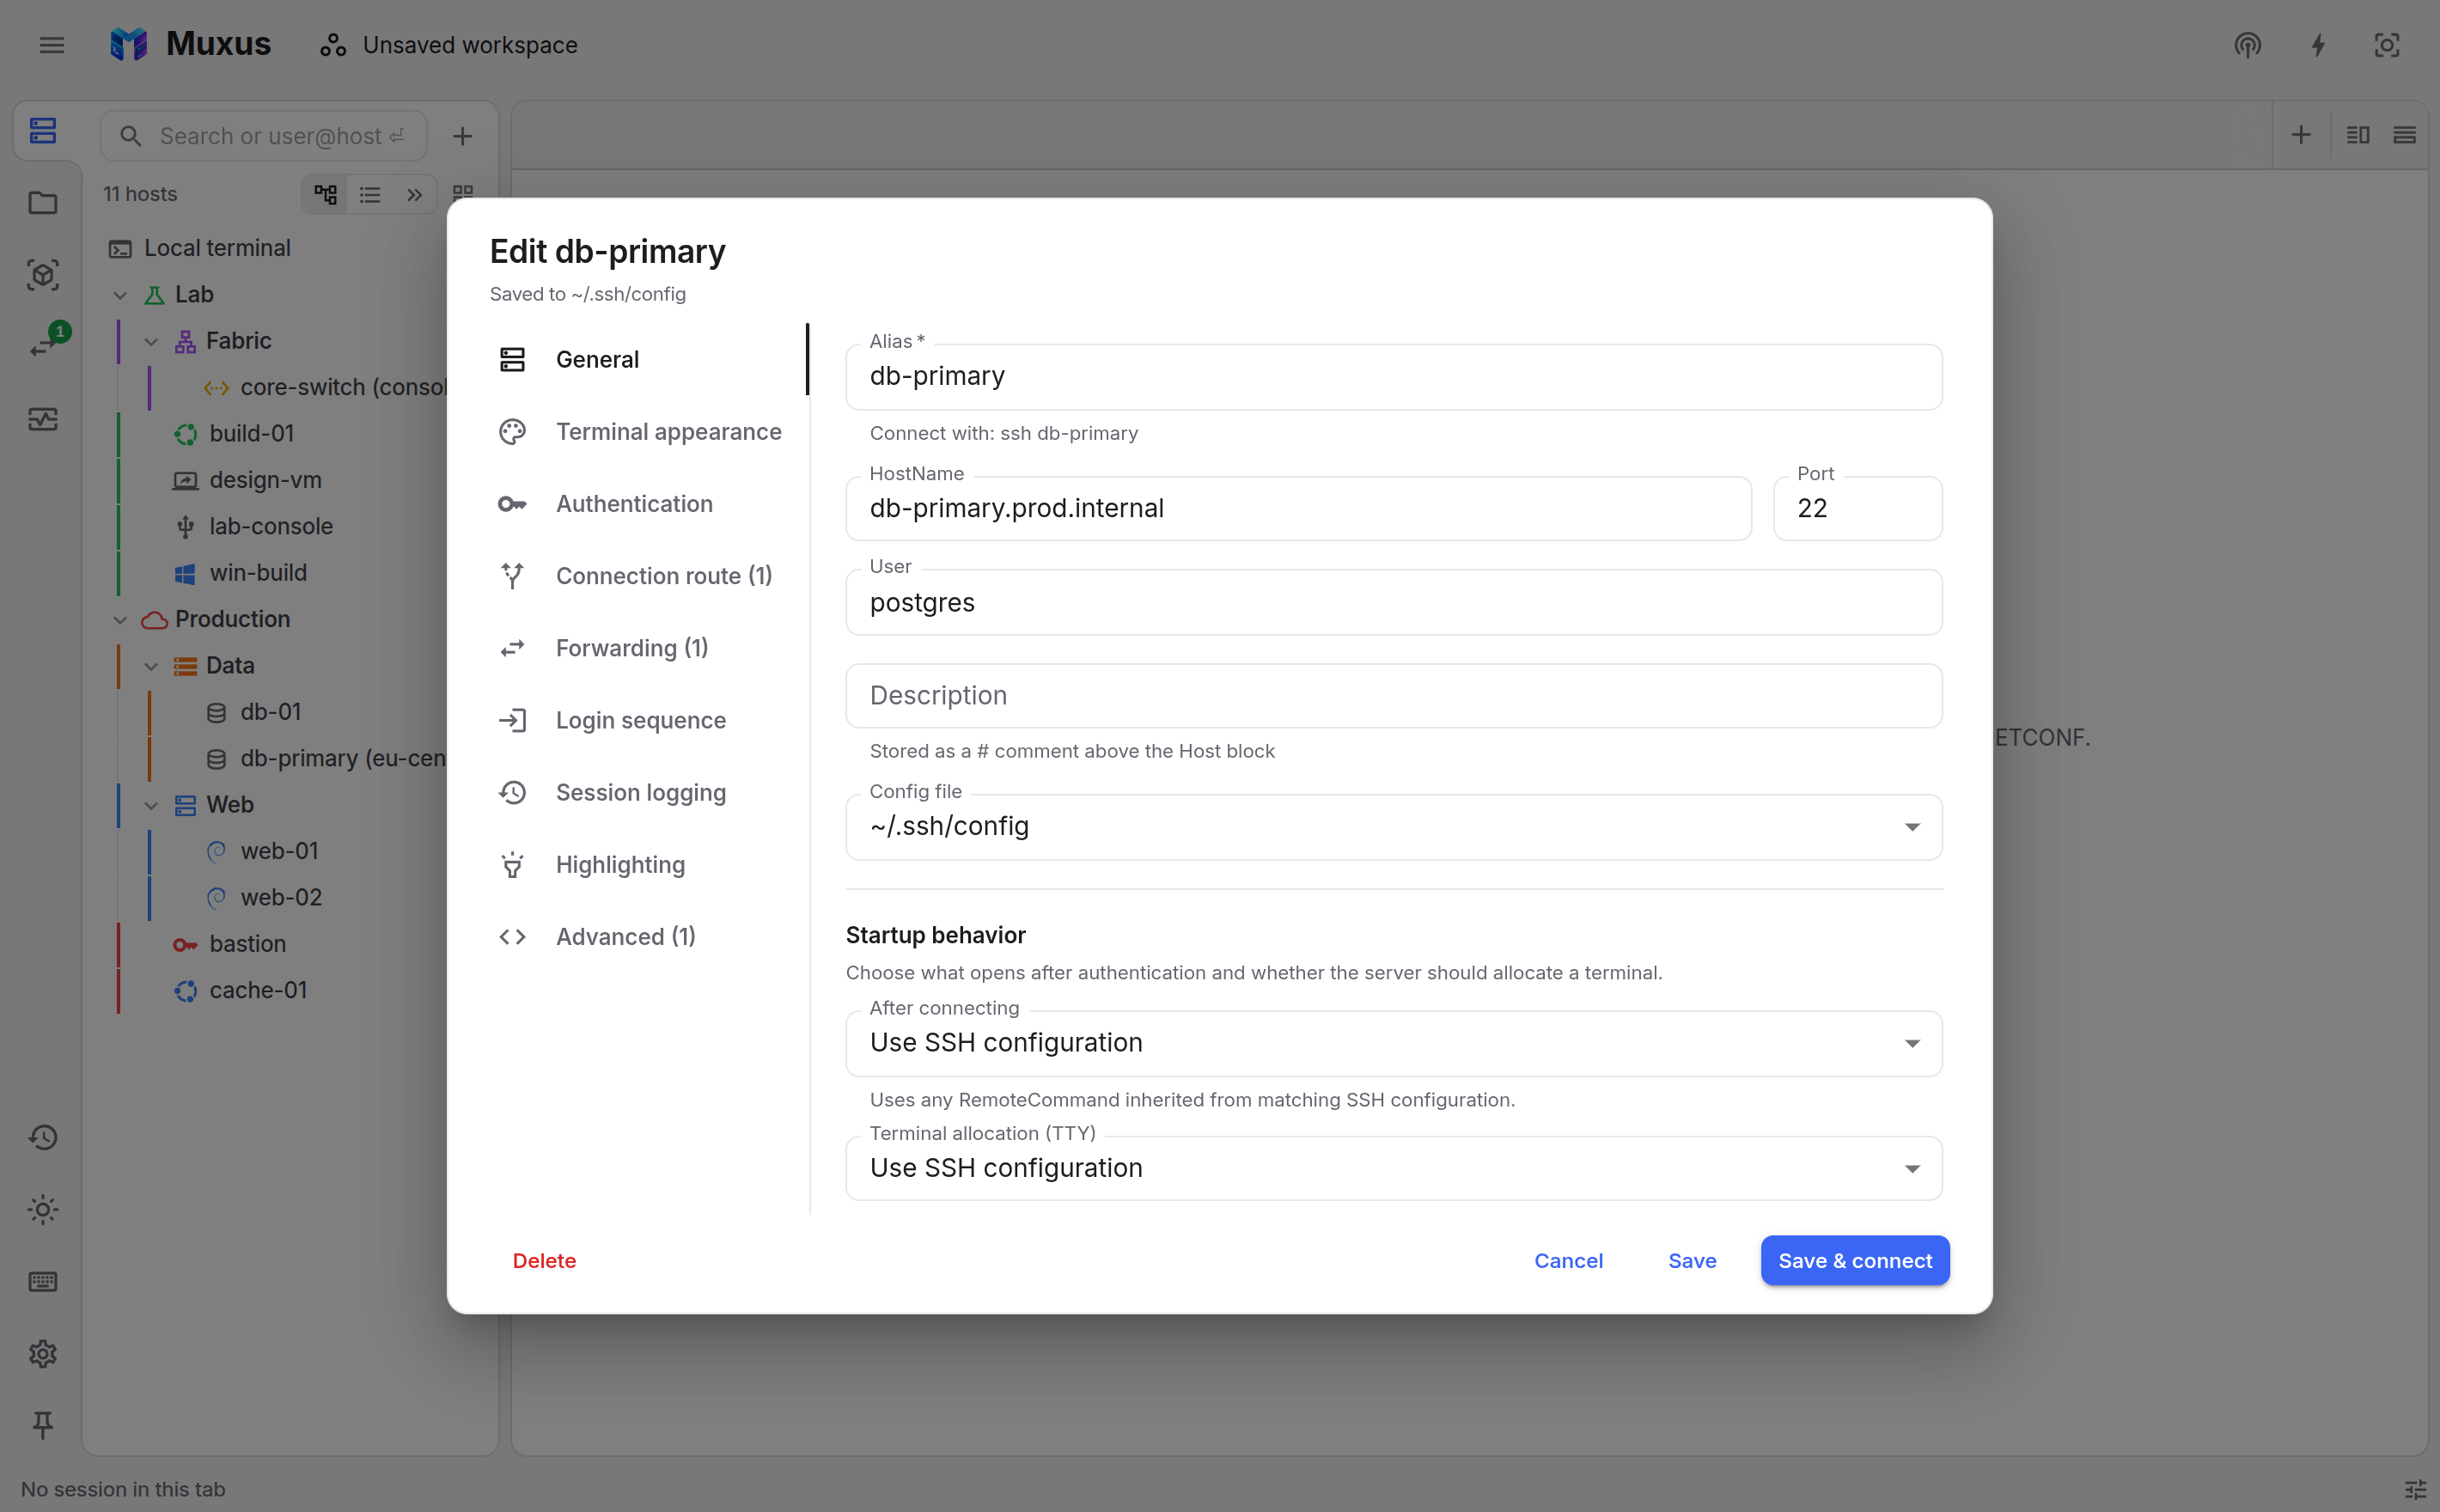 Muxus
Unsaved workspace
Search or user@host
11 hosts
Local terminal
Lab
Fabric
core-switch (consol
build-01
design-vm
lab-console
win-build
Production
Data
db-01
db-primary (eu-cen
Web
web-01
web-02
bastion
cache-01
1
No session in this tab
ETCONF.
Edit db-primary
Saved to ~/.ssh/config
General
Terminal appearance
Authentication
Connection route (1)
Forwarding (1)
Login sequence
Session logging
Highlighting
Advanced (1)
Alias *
db-primary
Connect with: ssh db-primary
HostName
db-primary.prod.internal
Port
22
User
postgres
Description
Stored as a # comment above the Host block
Config file
~/.ssh/config
Startup behavior
Choose what opens after authentication and whether the server should allocate a terminal.
After connecting
Use SSH configuration
Uses any RemoteCommand inherited from matching SSH configuration.
Terminal allocation (TTY)
Use SSH configuration
Delete
Cancel
Save
Save & connect